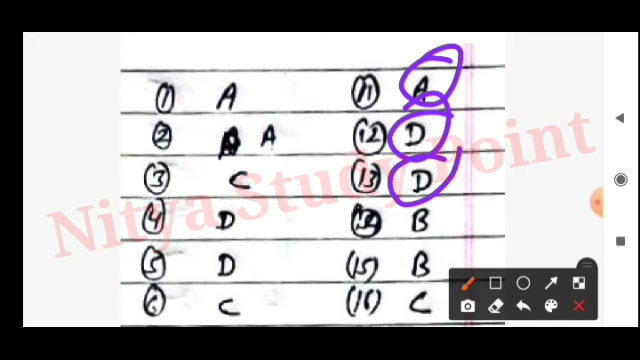 (1) A (11) A
(2) A (12) D
(3) C (13) D
(4) D (14) B
(5) D (15) B
(6) C (16) C
Nitya Study Point